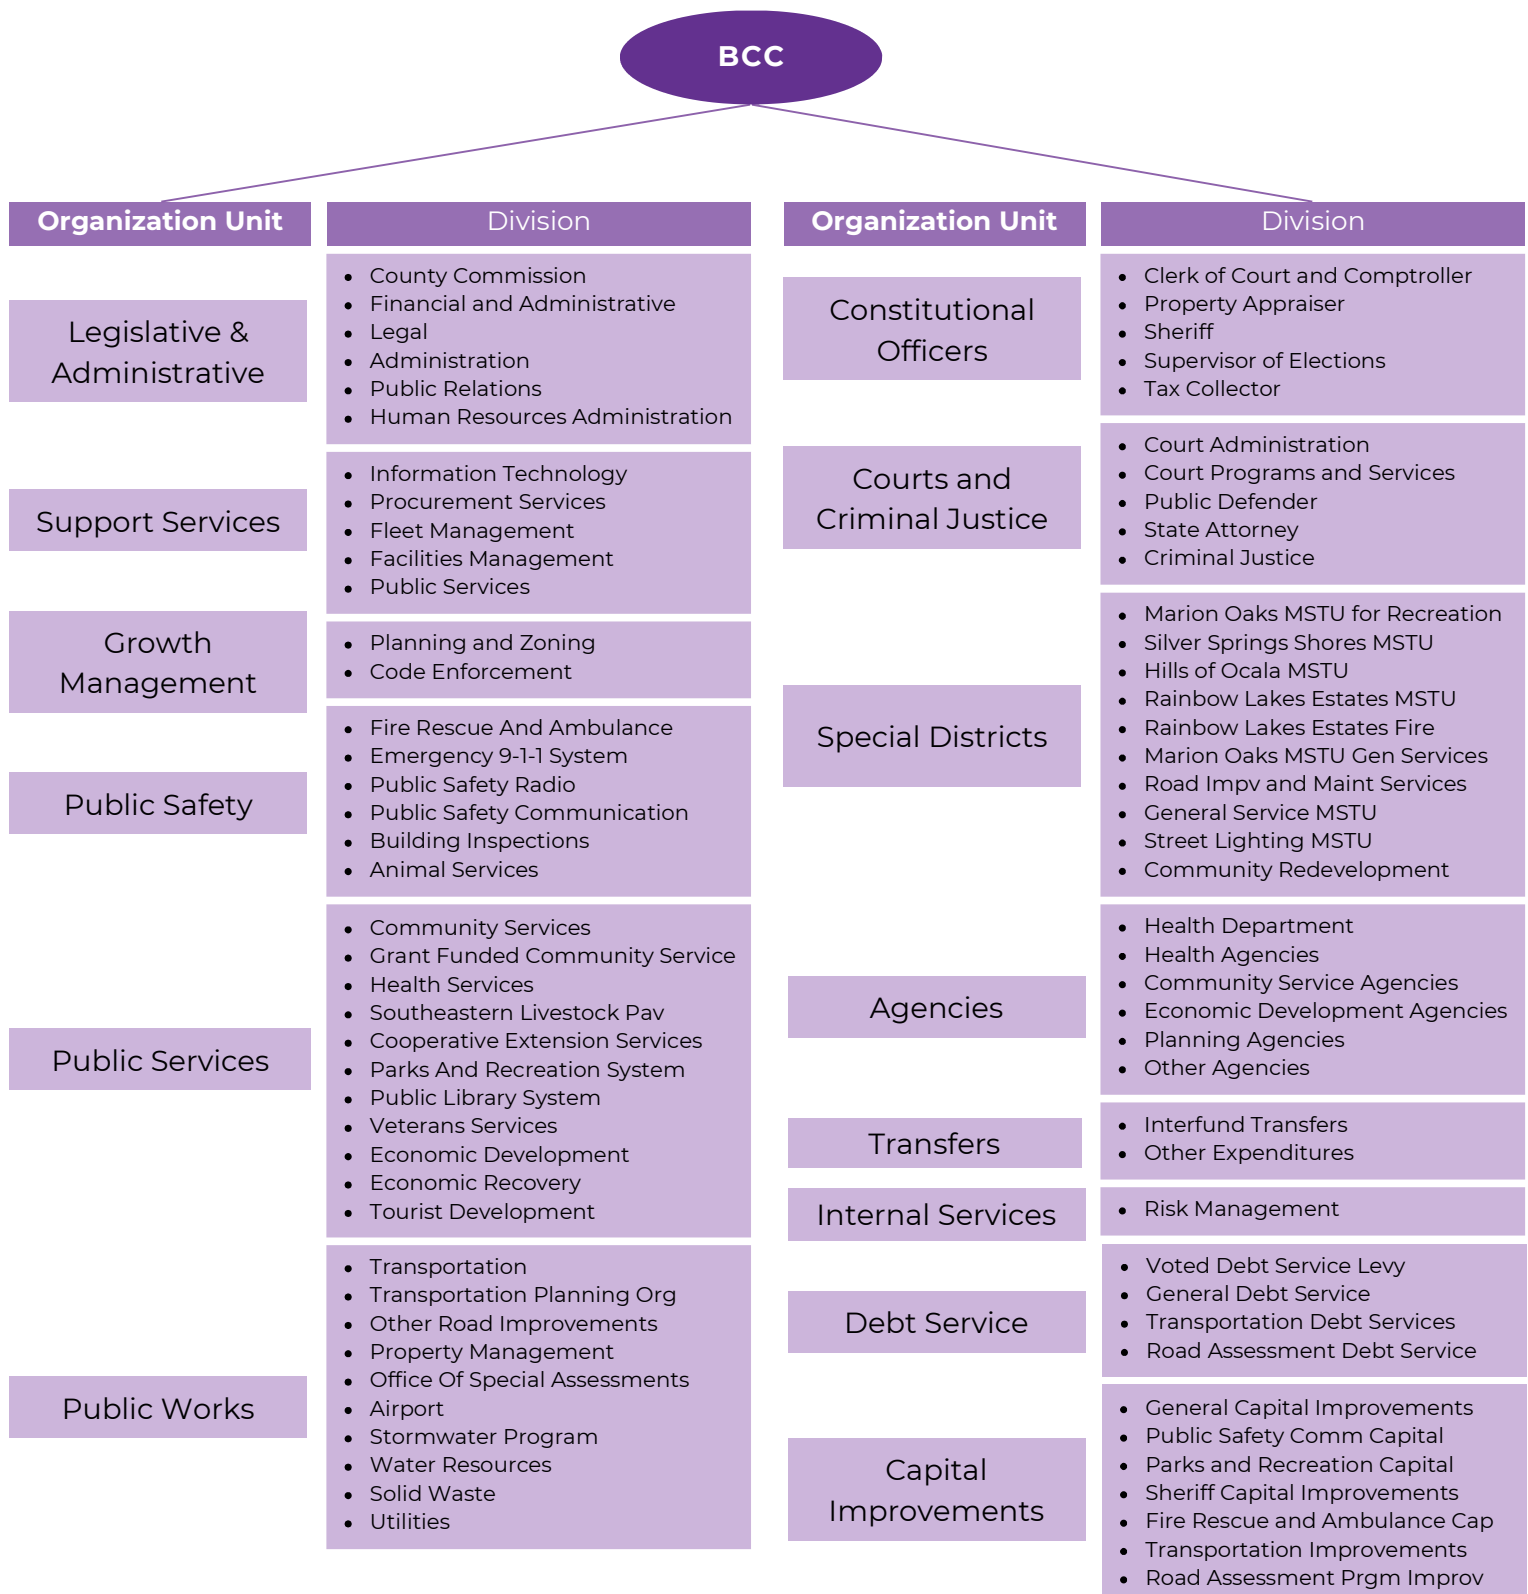 BCC
Organization Unit
Division
Legislative &
Administrative
• County Commission
• Financial and Administrative
• Legal
• Administration
• Public Relations
• Human Resources Administration
Support Services
• Information Technology
• Procurement Services
• Fleet Management
• Facilities Management
• Public Services
Growth
Management
• Planning and Zoning
• Code Enforcement
Public Safety
• Fire Rescue And Ambulance
• Emergency 9-1-1 System
• Public Safety Radio
• Public Safety Communication
• Building Inspections
• Animal Services
Public Services
• Community Services
• Grant Funded Community Service
• Health Services
• Southeastern Livestock Pav
• Cooperative Extension Services
• Parks And Recreation System
• Public Library System
• Veterans Services
• Economic Development
• Economic Recovery
• Tourist Development
Public Works
• Transportation
• Transportation Planning Org
• Other Road Improvements
• Property Management
• Office Of Special Assessments
• Airport
• Stormwater Program
• Water Resources
• Solid Waste
• Utilities
Organization Unit
Division
Constitutional
Officers
• Clerk of Court and Comptroller
• Property Appraiser
• Sheriff
• Supervisor of Elections
• Tax Collector
Courts and
Criminal Justice
• Court Administration
• Court Programs and Services
• Public Defender
• State Attorney
• Criminal Justice
Special Districts
• Marion Oaks MSTU for Recreation
• Silver Springs Shores MSTU
• Hills of Ocala MSTU
• Rainbow Lakes Estates MSTU
• Rainbow Lakes Estates Fire
• Marion Oaks MSTU Gen Services
• Road Impv and Maint Services
• General Service MSTU
• Street Lighting MSTU
• Community Redevelopment
Agencies
• Health Department
• Health Agencies
• Community Service Agencies
• Economic Development Agencies
• Planning Agencies
• Other Agencies
Transfers
• Interfund Transfers
• Other Expenditures
Internal Services
• Risk Management
Debt Service
• Voted Debt Service Levy
• General Debt Service
• Transportation Debt Services
• Road Assessment Debt Service
Capital
Improvements
• General Capital Improvements
• Public Safety Comm Capital
• Parks and Recreation Capital
• Sheriff Capital Improvements
• Fire Rescue and Ambulance Cap
• Transportation Improvements
• Road Assessment Prgm Improv